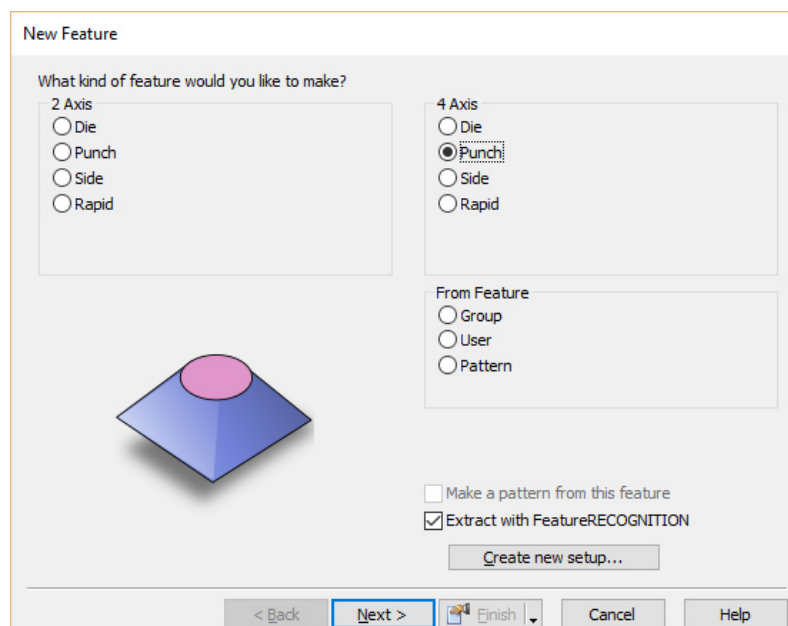 New Feature
What kind of feature would you like to make?
2 Axis
Die
Punch
Side
Rapid
4 Axis
Die
Punch
Side
Rapid
From Feature
Group
User
Pattern
Make a pattern from this feature
Extract with FeatureRECOGNITION
Create new setup...
< Back Next > Finish Cancel Help